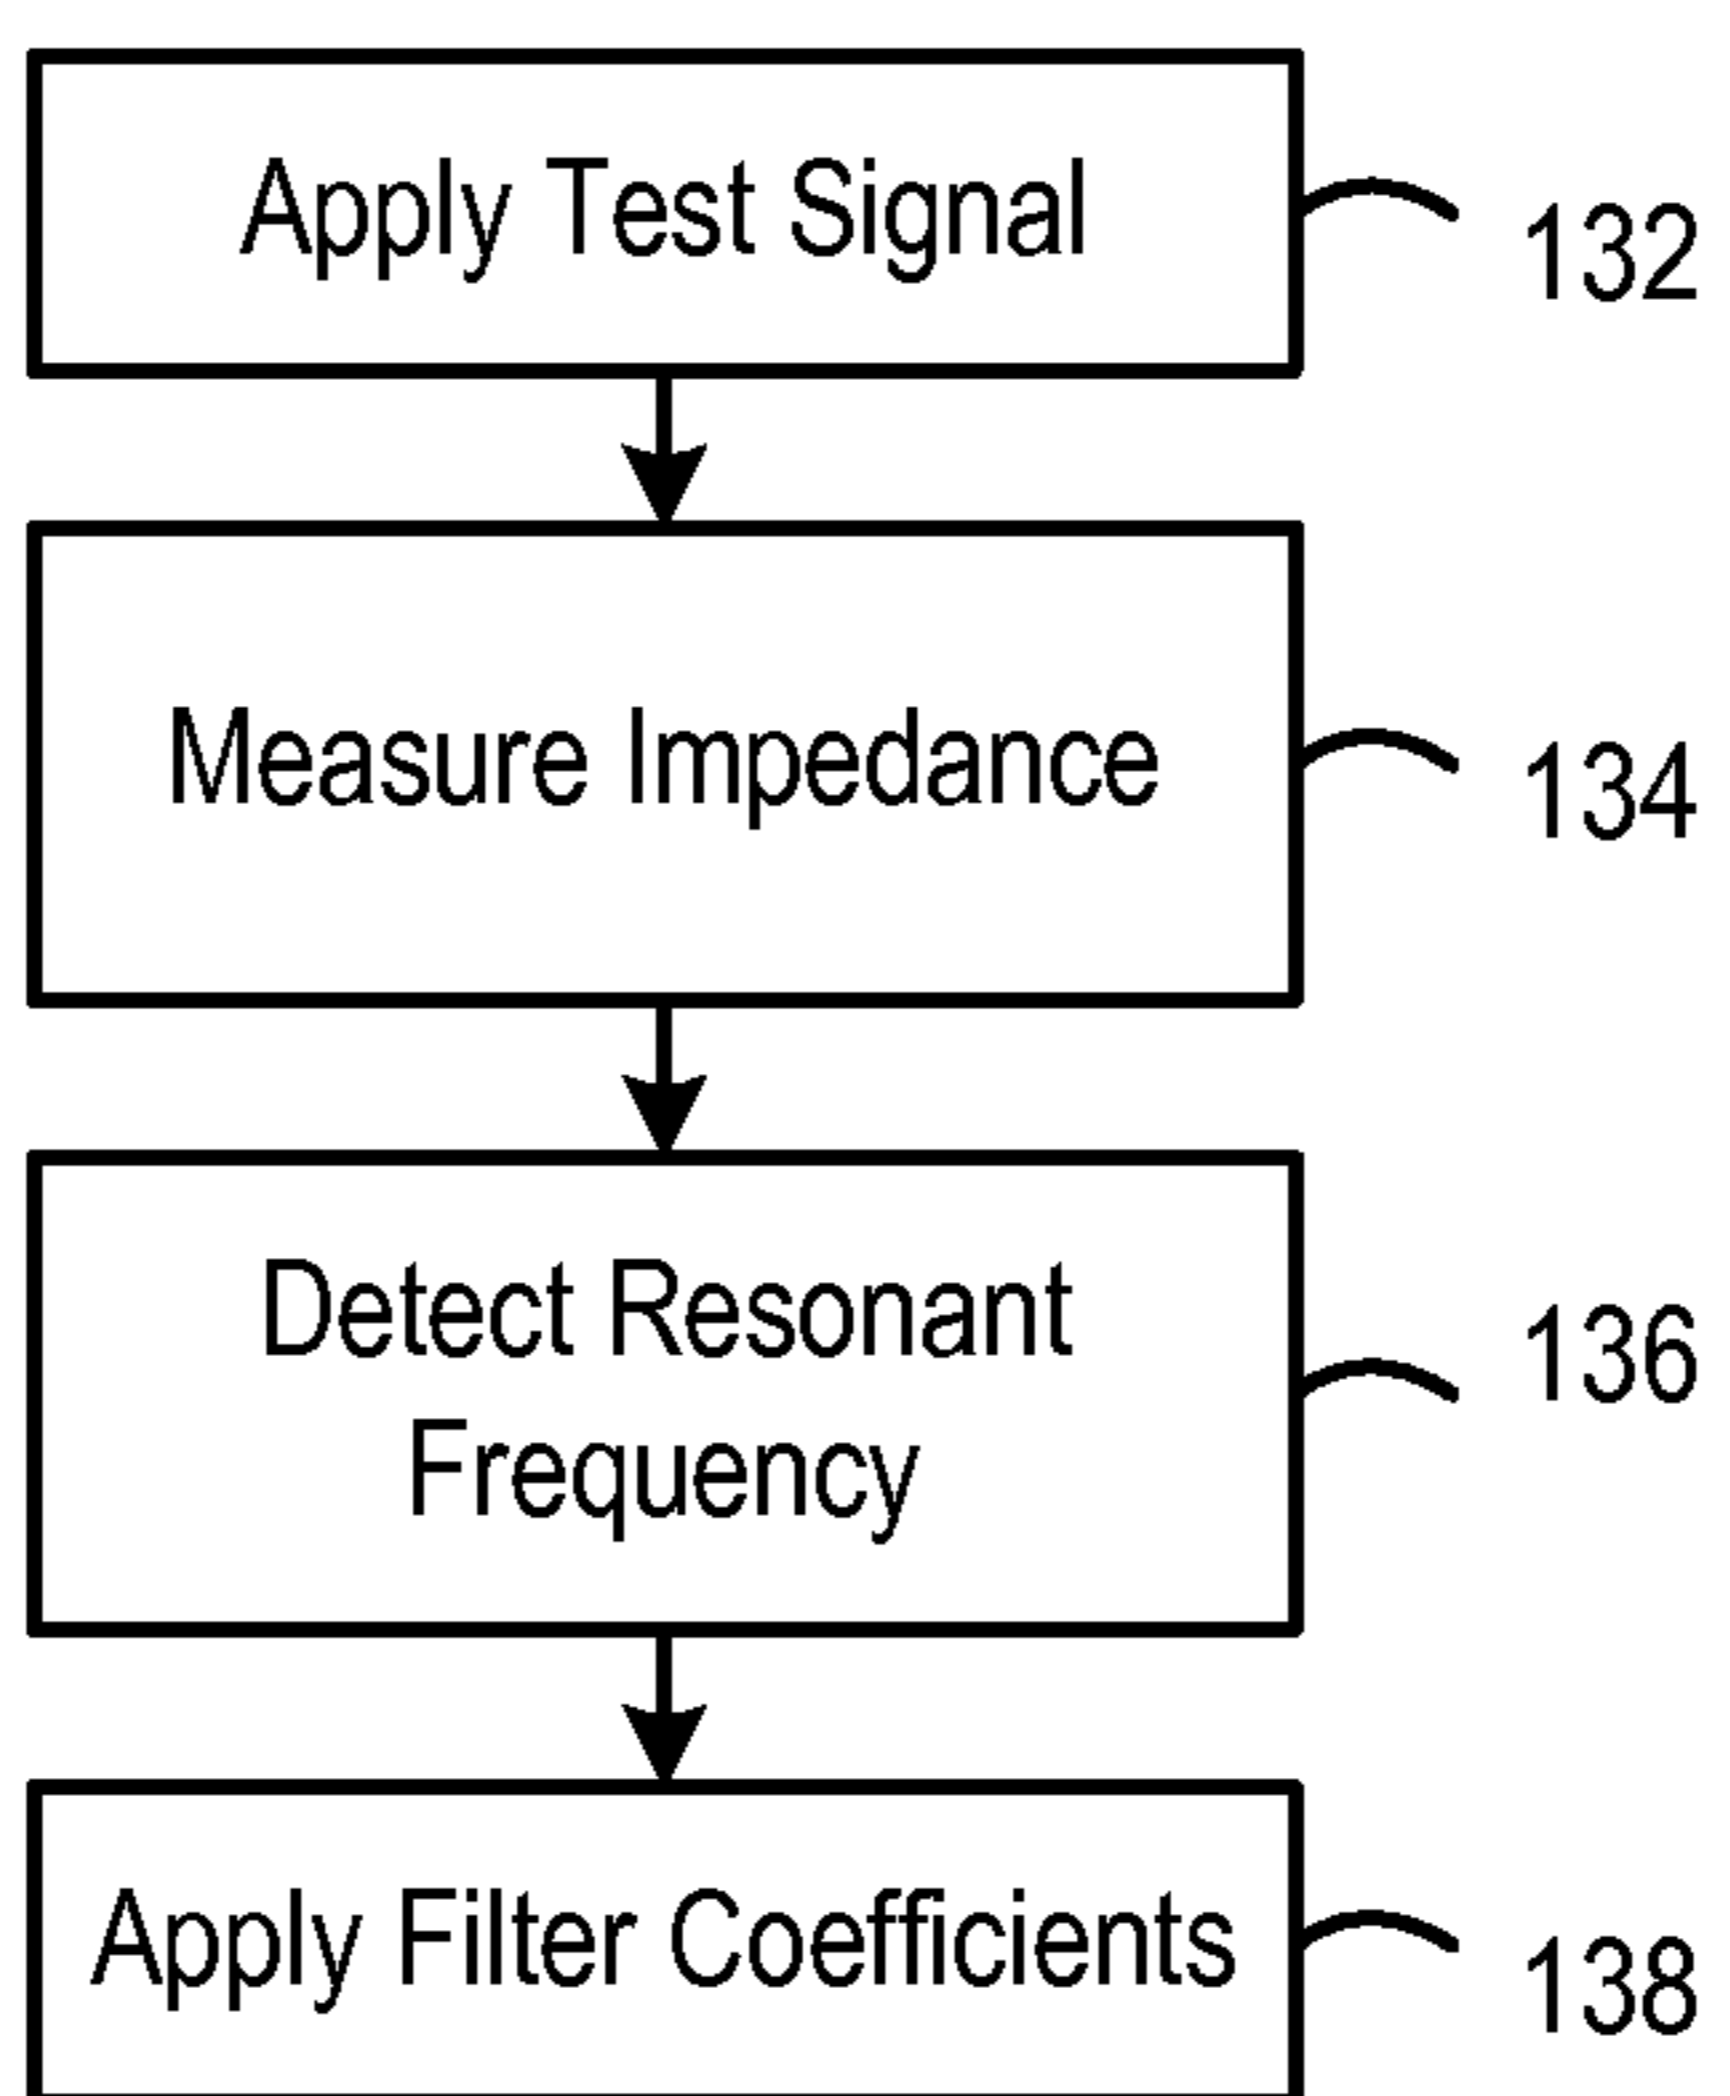 Apply Test Signal
132
Measure Impedance
134
Detect Resonant
Frequency
136
Apply Filter Coefficients
138